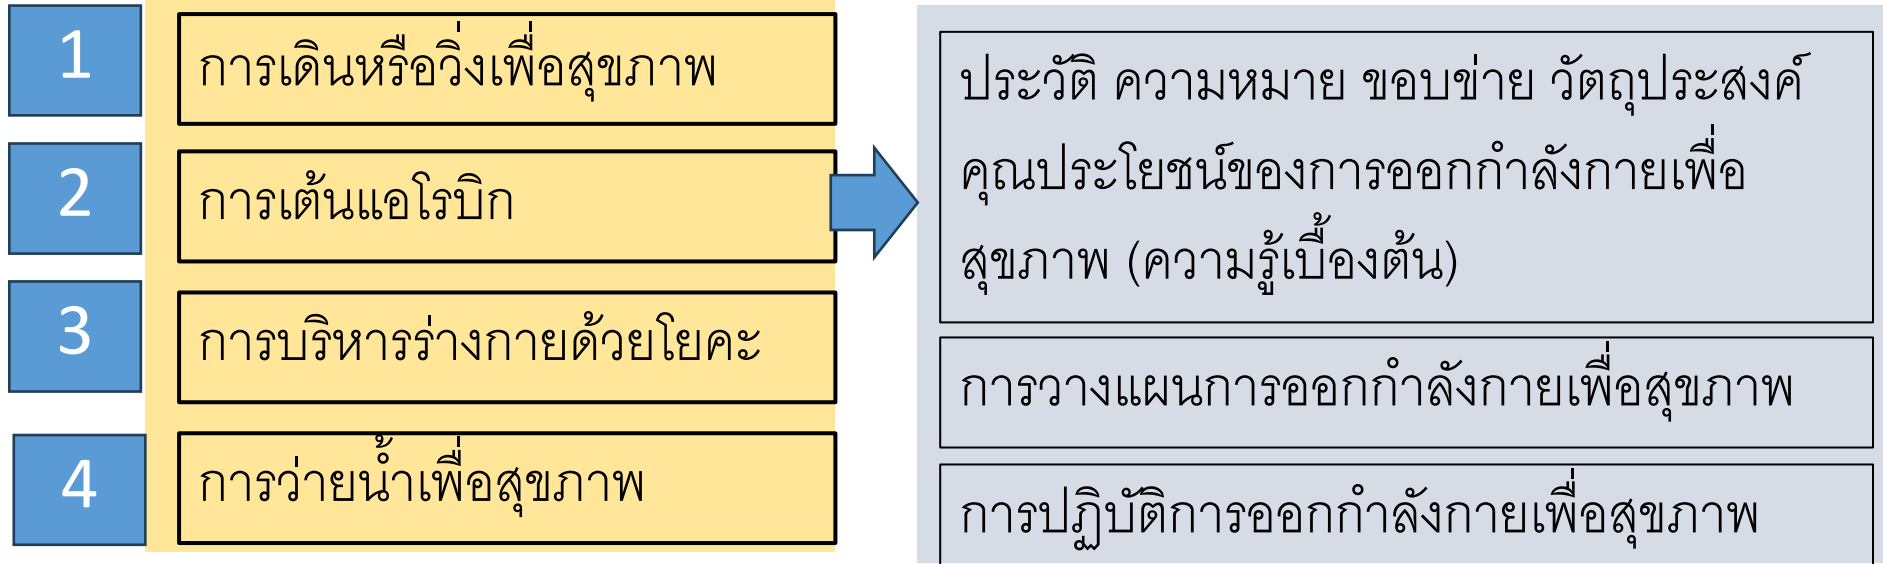 1
การเดินหรือวิ่งเพื่อสุขภาพ
2
การเต้นแอโรบิก
3
การบริหารร่างกายด้วยโยคะ
4
การว่ายน้ำเพื่อสุขภาพ
ประวัติ ความหมาย ขอบข่าย วัตถุประสงค์
คุณประโยชน์ของการออกกำลังกายเพื่อ
สุขภาพ (ความรู้เบื้องต้น)
การวางแผนการออกกำลังกายเพื่อสุขภาพ
การปฏิบัติการออกกำลังกายเพื่อสุขภาพ